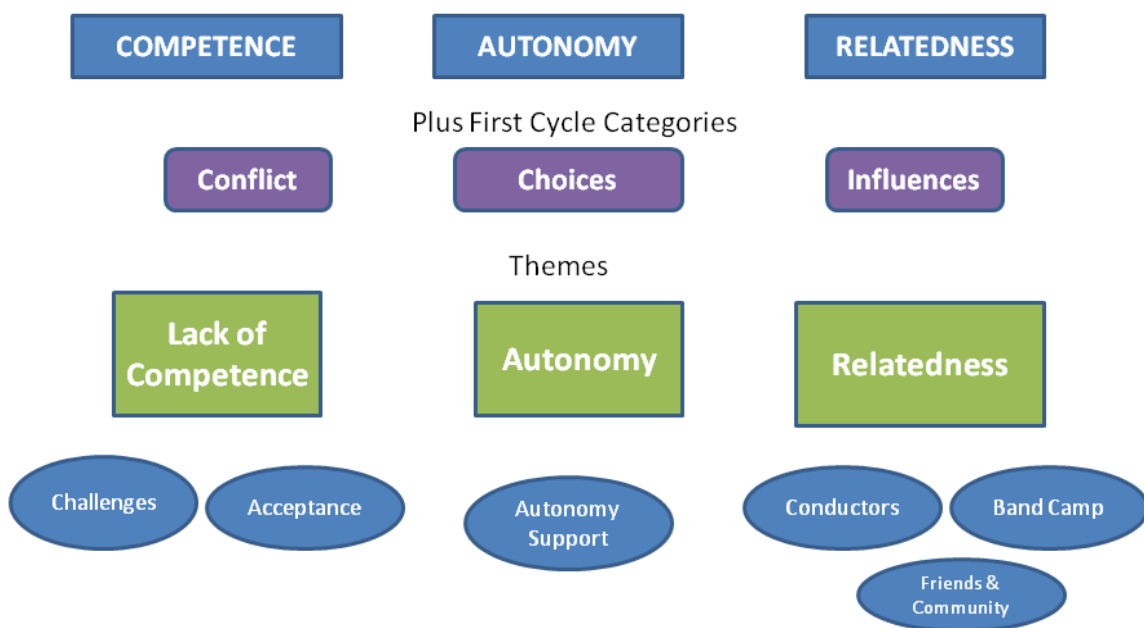 COMPETENCE
AUTONOMY
RELATEDNESS
Plus First Cycle Categories
Conflict
Choices
Influences
Themes
Lack of
Competence
Autonomy
Relatedness
Challenges
Acceptance
Autonomy
Support
Conductors
Band Camp
Friends &
Community